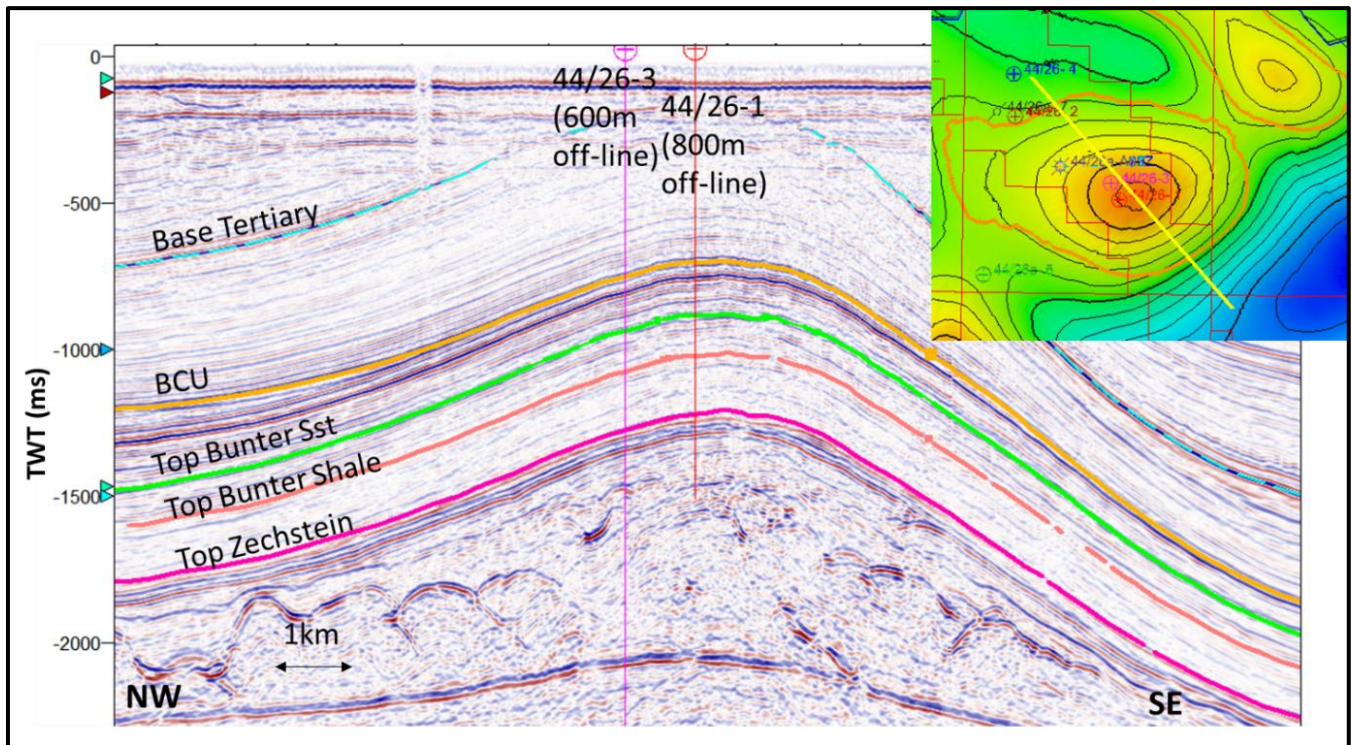 0
-500
-1000
-1500
-2000
TWT (ms)
44/26-3
(600m
off-line)
44/26-1
(800m
off-line)
Base Tertiary
BCU
Top Bunter Sst
Top Bunter Shale
Top Zechstein
1km
NW
SE
44/26-4
44/26-3